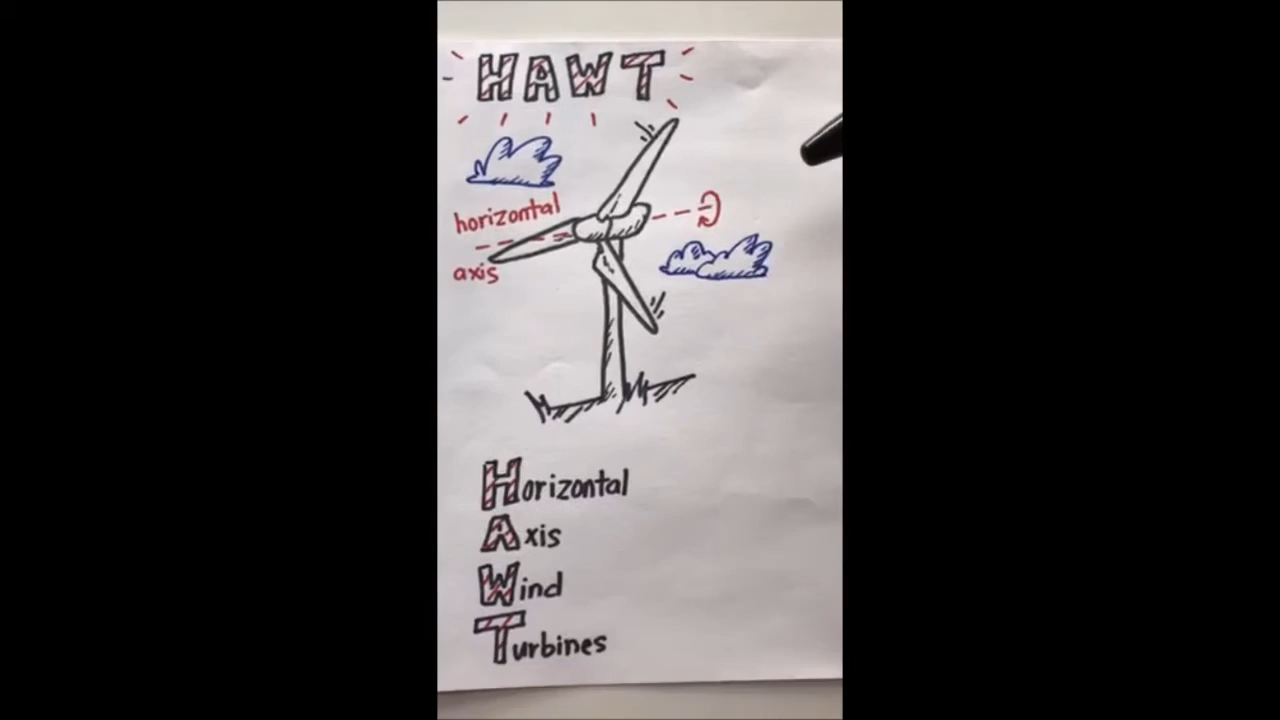 HAWT
horizontal
axis
Horizontal
Axis
Wind
Turbines